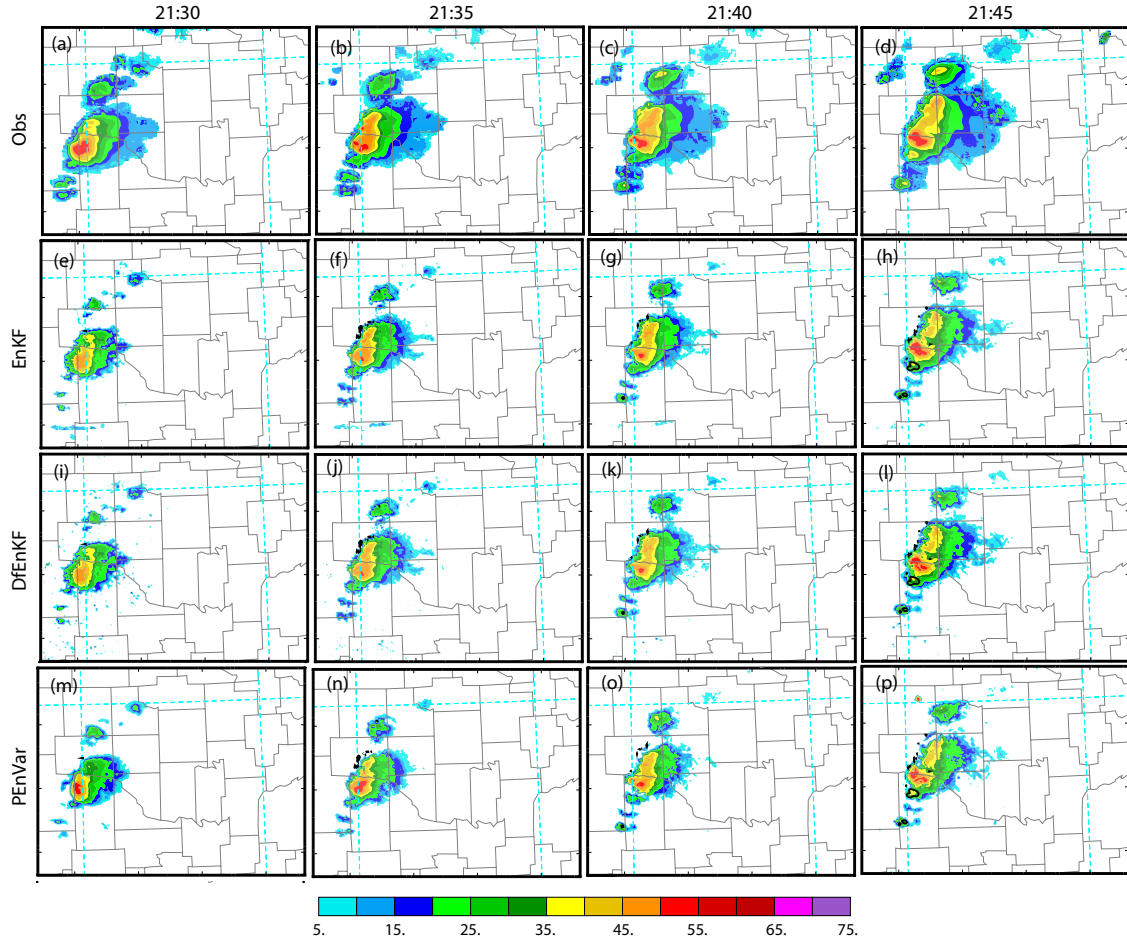 21:30 21:35 21:40 21:45
Obs
(a) (b) (c) (d)
EnKF
(e) (f) (g) (h)
DfEnKF
(i) (j) (k) (l)
PEnVar
(m) (n) (o) (p)
5. 15. 25. 35. 45. 55. 65. 75.